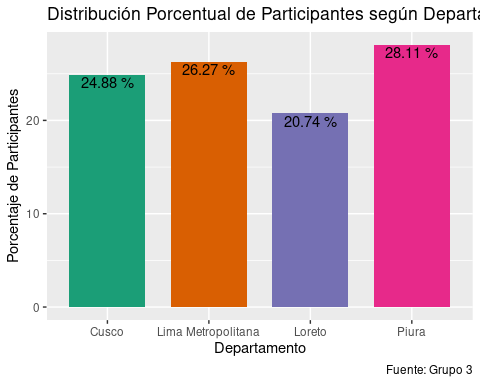 Distribución Porcentual de Participantes según Departa
28.11 %
26.27 %
24.88 %
20.74 %
Porcentaje de Participantes
20
10
0
Cusco Lima Metropolitana Loreto Piura
Departamento
Fuente: Grupo 3